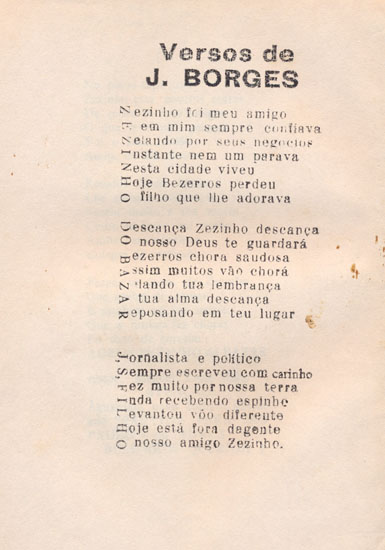 Versos de
J. BORGES
Zezinho foi meu amigo
E em mim sempre confiava
Zelando por seus negocios
Instante nem um parava
Nesta cidade viveu
Hoje Bezerros perdeu
O filho que lhe adorava
Descança Zezinho descança
O nosso Deus te guardará
Bezerros chora saudosa
Assim muitos vão chorá
Zelando tua lembrança
A tua alma descança
Reposando em teu lugar
Jornalista e político
Sempre escreveu com carinho
Fez muito por nossa terra
Inda recebendo espinho
Levantou vôo diferente
Hoje está fora dagente
O nosso amigo Zezinho.